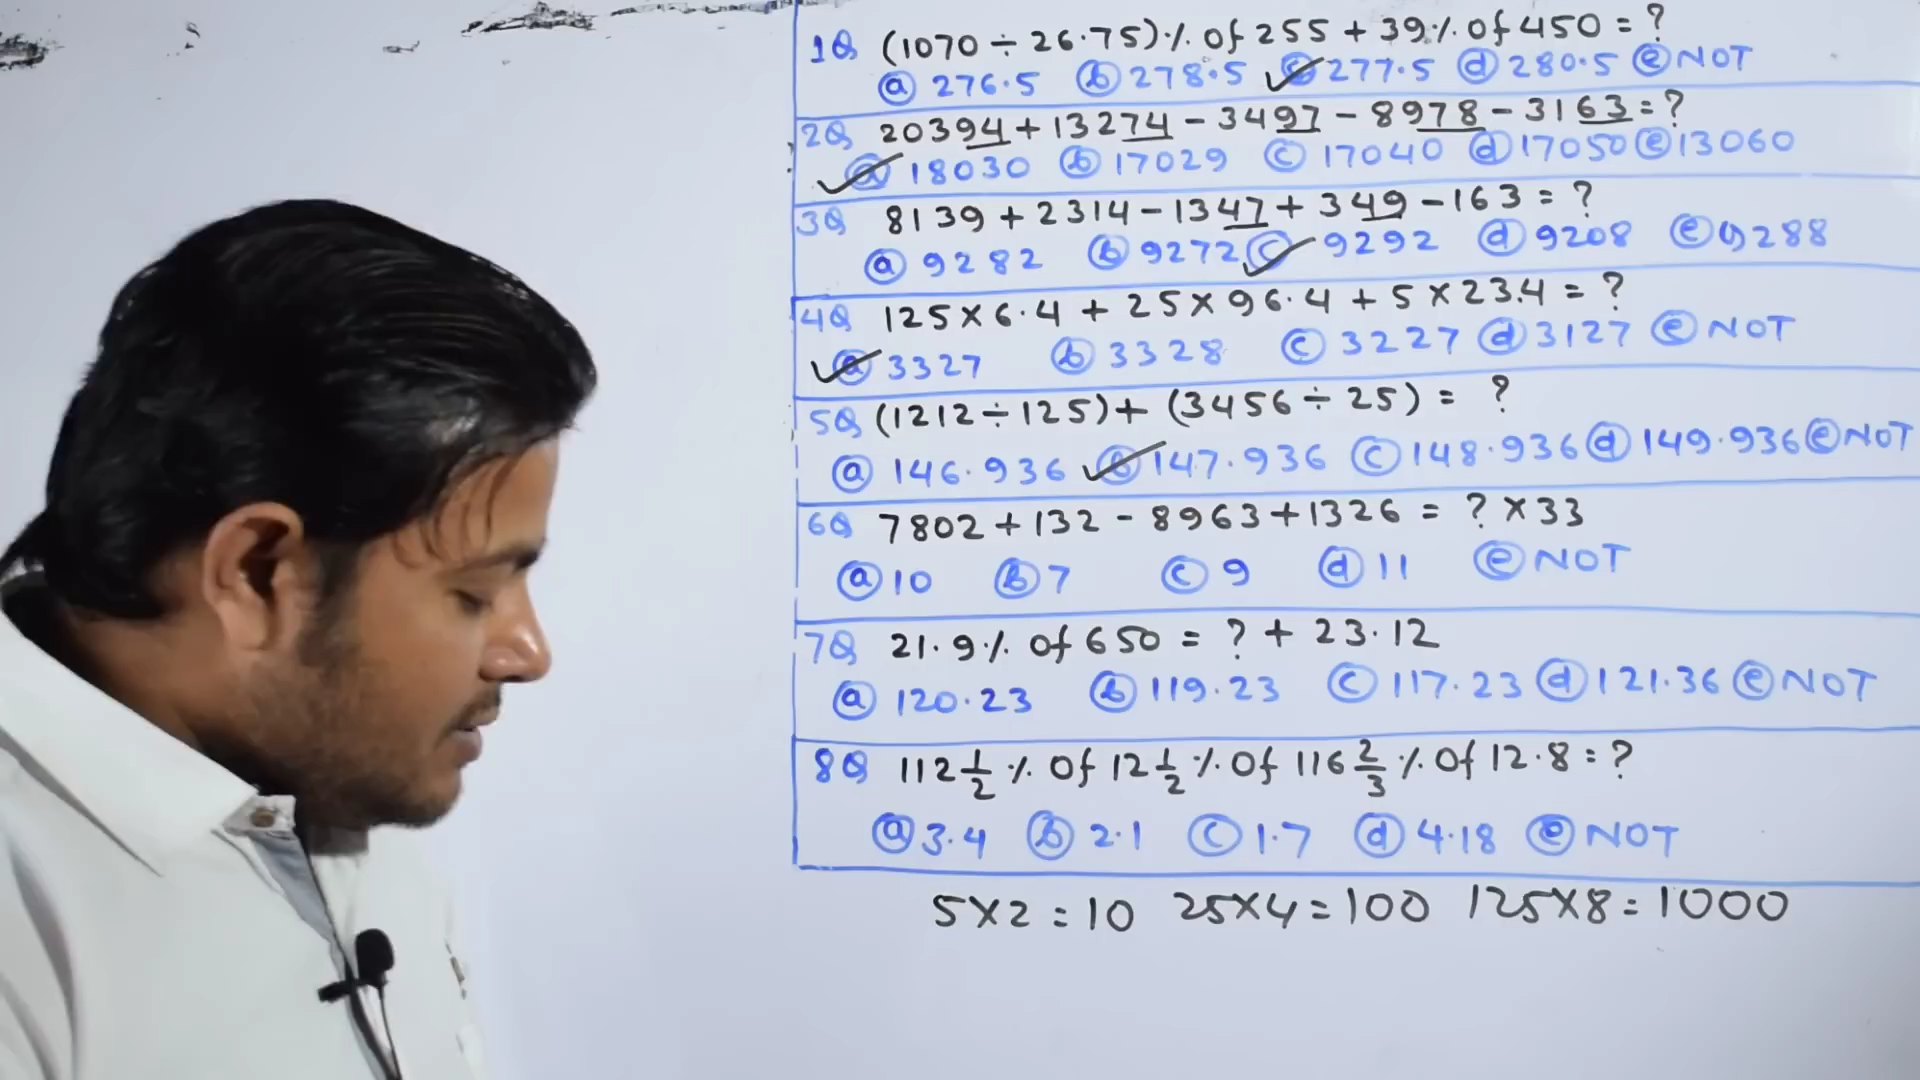 1Q (1070 ÷ 26.75)% of 255 + 39% of 450 = ?
ⓐ 276.5 ⓑ 278.5 ⓒ 277.5 ⓓ 280.5 ⓔ NOT
2Q 20394 + 13274 - 3497 - 8978 - 3163 = ?
ⓐ 18030 ⓑ 17029 ⓒ 17040 ⓓ 17050 ⓔ 13060
3Q 8139 + 2314 - 1347 + 349 - 163 = ?
ⓐ 9282 ⓑ 9272 ⓒ 9292 ⓓ 9208 ⓔ 9288
4Q 125 × 6.4 + 25 × 96.4 + 5 × 23.4 = ?
ⓐ 3327 ⓑ 3328 ⓒ 3227 ⓓ 3127 ⓔ NOT
5Q (1212 ÷ 125) + (3456 ÷ 25) = ?
ⓐ 146.936 ⓑ 147.936 ⓒ 148.936 ⓓ 149.936 ⓔ NOT
6Q 7802 + 132 - 8963 + 1326 = ? × 33
ⓐ 10 ⓑ 7 ⓒ 9 ⓓ 11 ⓔ NOT
7Q 21.9% of 650 = ? + 23.12
ⓐ 120.23 ⓑ 119.23 ⓒ 117.23 ⓓ 121.36 ⓔ NOT
8Q 112 1/2 % of 12 1/2 % of 116 2/3 % of 12.8 = ?
ⓐ 3.4 ⓑ 2.1 ⓒ 1.7 ⓓ 4.18 ⓔ NOT
5×2 = 10 25×4 = 100 125×8 = 1000